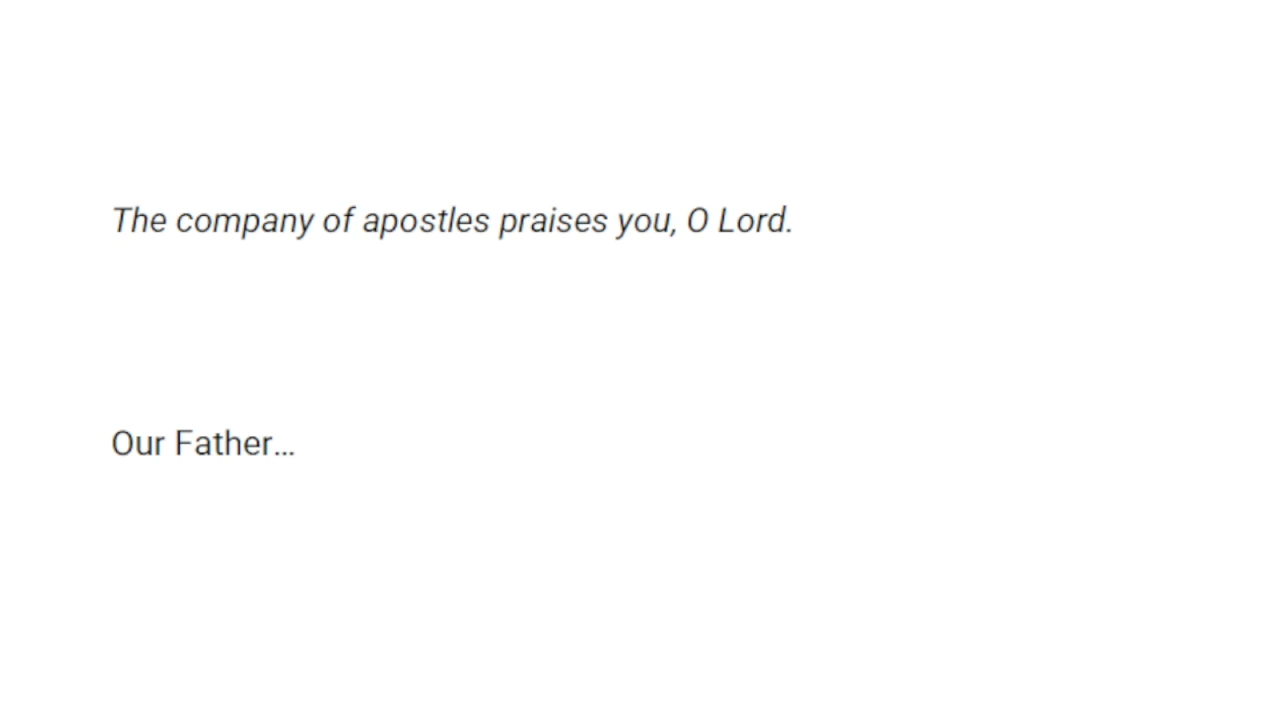 The company of apostles praises you, O Lord.
Our Father…